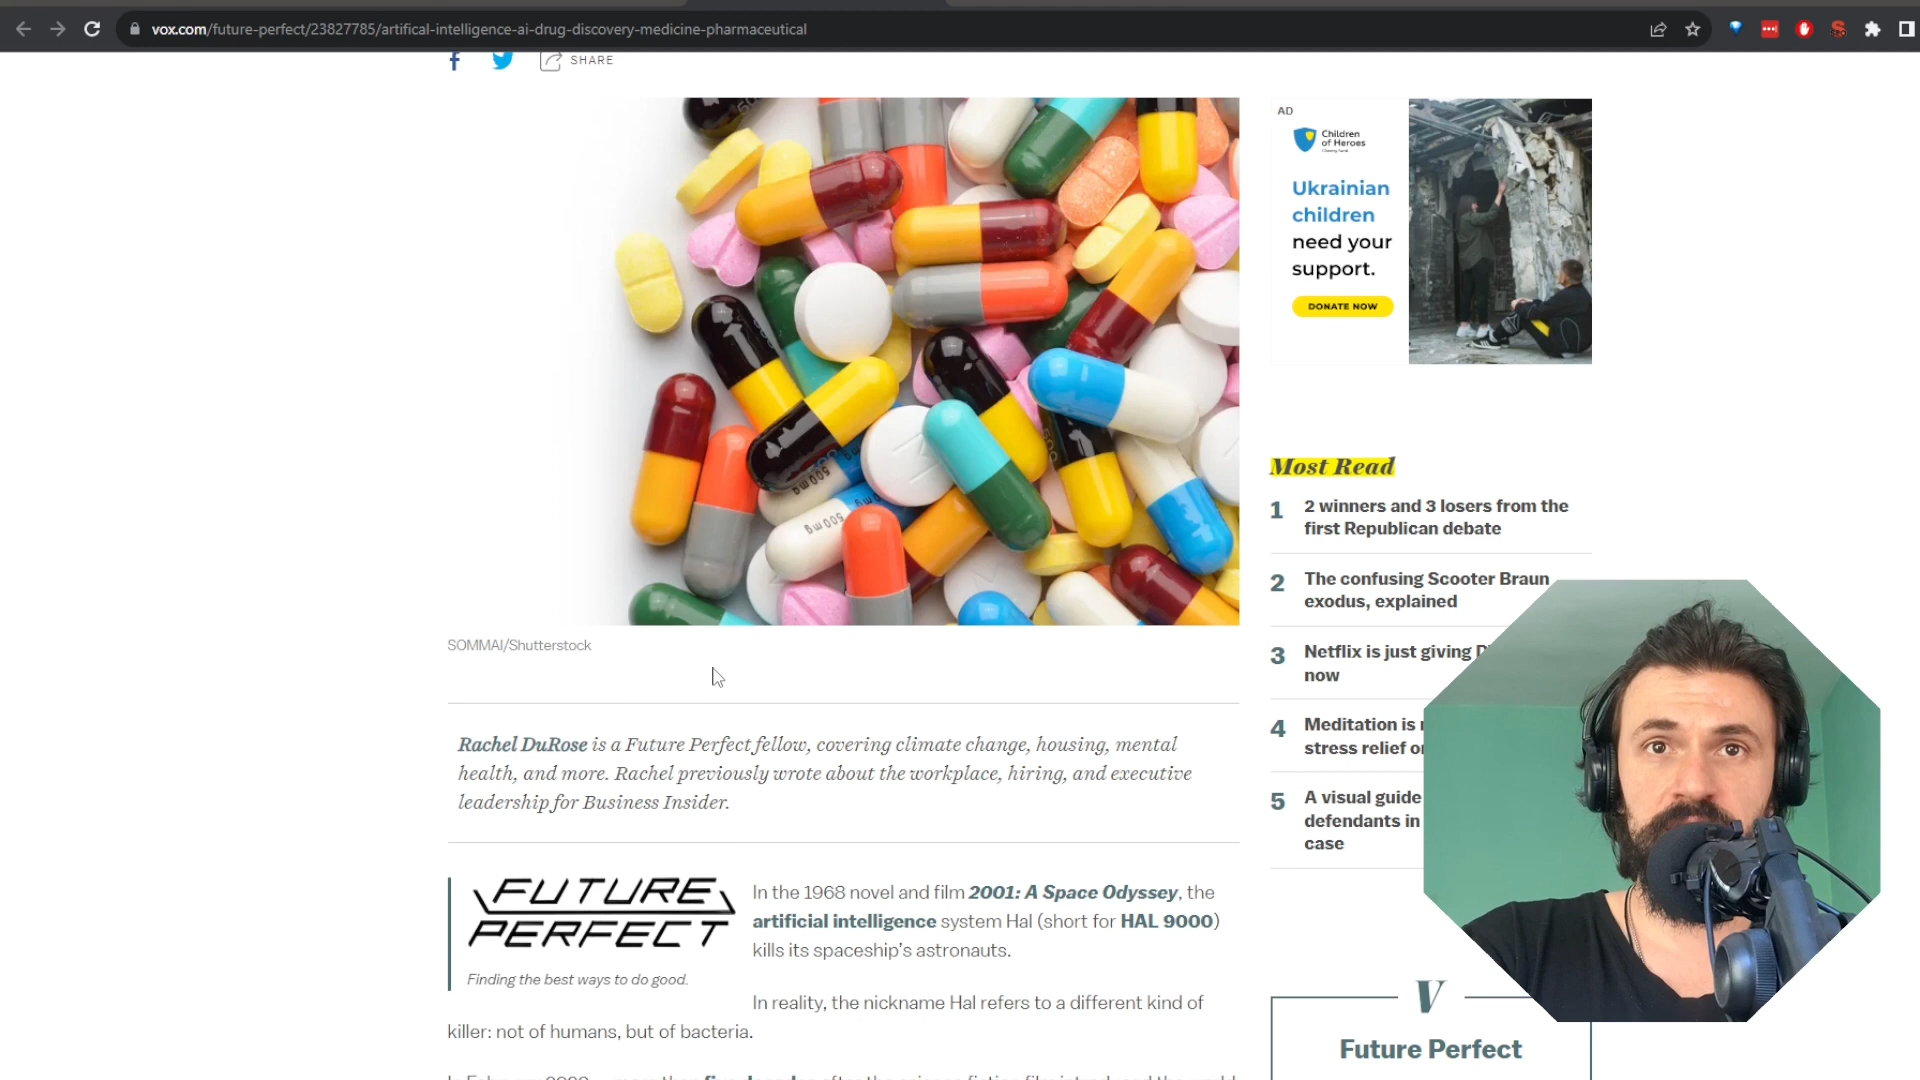 vox.com/future-perfect/23827785/artifical-intelligence-ai-drug-discovery-medicine-pharmaceutical
SHARE
AD
Children
of Heroes
Ukrainian
children
need your
support.
DONATE NOW
500mg
500mg
SOMMAI/Shutterstock
Most Read
1 2 winners and 3 losers from the
first Republican debate
2 The confusing Scooter Braun
exodus, explained
3 Netflix is just giving
now
4 Meditation is
stress relief
5 A visual guide
defendants in
case
Rachel DuRose is a Future Perfect fellow, covering climate change, housing, mental
health, and more. Rachel previously wrote about the workplace, hiring, and executive
leadership for Business Insider.
FUTURE
PERFECT
Finding the best ways to do good.
In the 1968 novel and film 2001: A Space Odyssey, the
artificial intelligence system Hal (short for HAL 9000)
kills its spaceship's astronauts.
In reality, the nickname Hal refers to a different kind of
killer: not of humans, but of bacteria.
V
Future Perfect